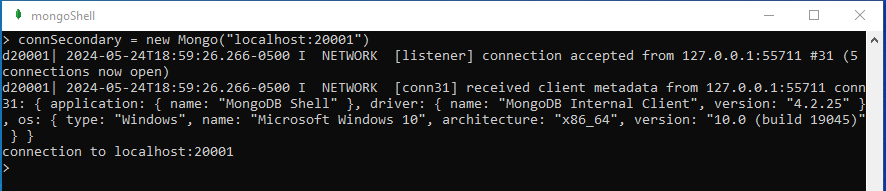 mongoShell
> connSecondary = new Mongo("localhost:20001")
d20001| 2024-05-24T18:59:26.266-0500 I  NETWORK  [listener] connection accepted from 127.0.0.1:55711 #31 (5
connections now open)
d20001| 2024-05-24T18:59:26.266-0500 I  NETWORK  [conn31] received client metadata from 127.0.0.1:55711 conn
31: { application: { name: "MongoDB Shell" }, driver: { name: "MongoDB Internal Client", version: "4.2.25" }
, os: { type: "Windows", name: "Microsoft Windows 10", architecture: "x86_64", version: "10.0 (build 19045)"
 } }
connection to localhost:20001
>